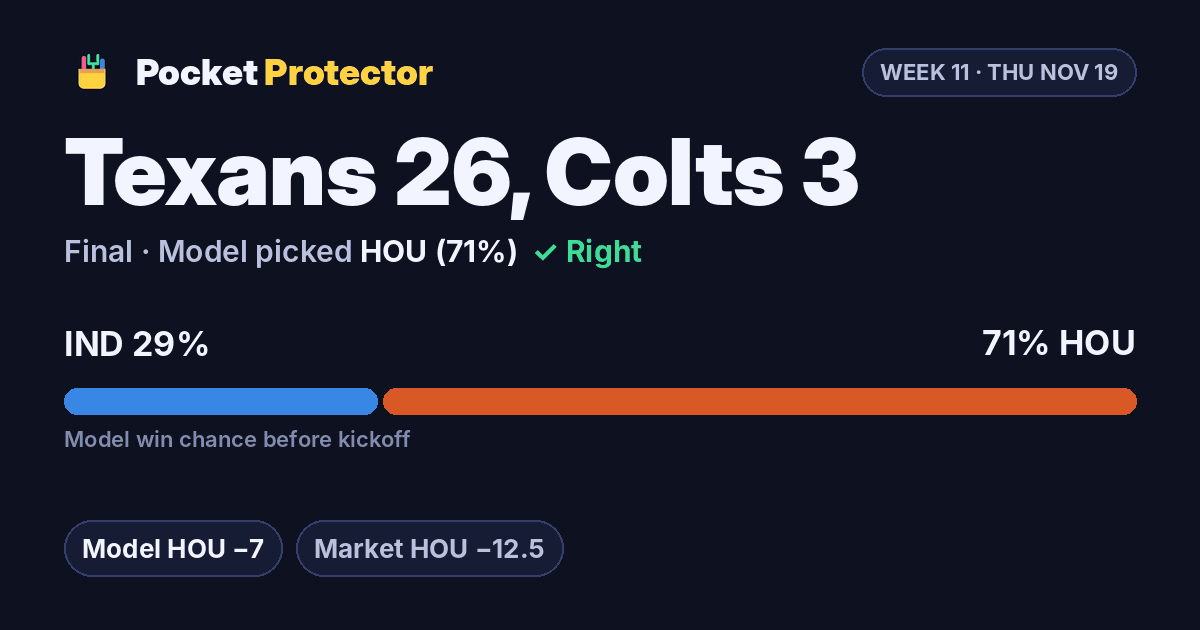 Pocket Protector
WEEK 11 · THU NOV 19
Texans 26, Colts 3
Final · Model picked HOU (71%) ✓ Right
IND 29%
71% HOU
Model win chance before kickoff
Model HOU −7
Market HOU −12.5